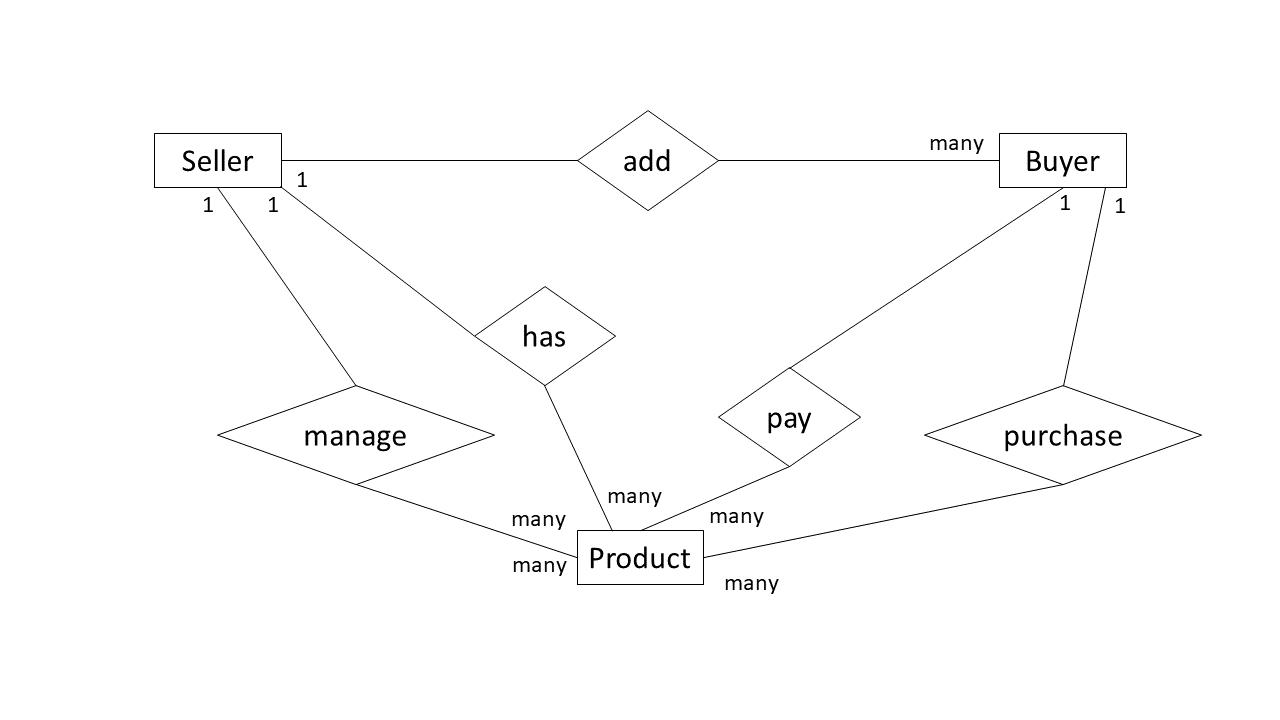 many
Seller
add
Buyer
1
1
1
1
1
has
pay
manage
purchase
many
many
many
Product
many
many